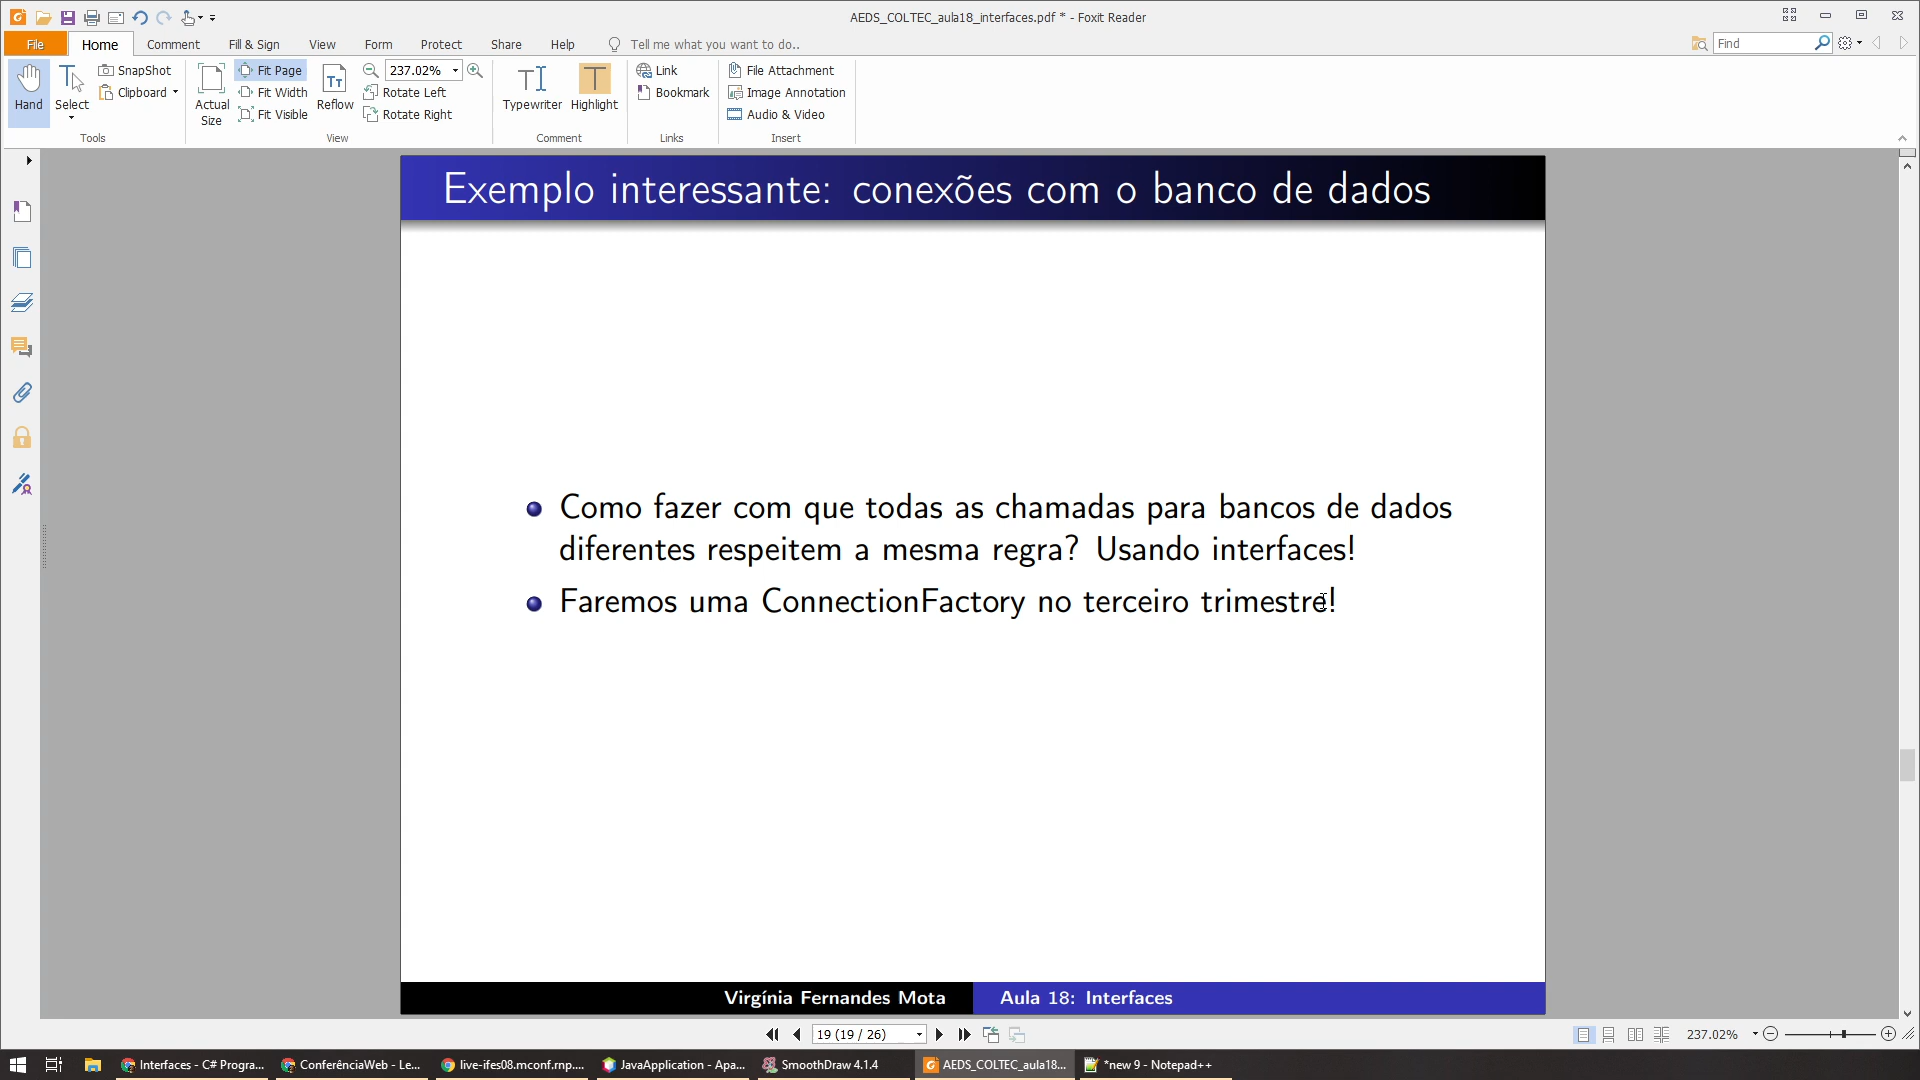 AEDS_COLTEC_aula18_interfaces.pdf * - Foxit Reader
File Home Comment Fill & Sign View Form Protect Share Help Tell me what you want to do.. Find
Hand
Select
SnapShot
Clipboard
Tools
Actual
Size
Fit Page
Fit Width
Fit Visible
Reflow
237.02%
Rotate Left
Rotate Right
View
Typewriter
Highlight
Comment
Link
Bookmark
Links
File Attachment
Image Annotation
Audio & Video
Insert
Exemplo interessante: conexões com o banco de dados
Como fazer com que todas as chamadas para bancos de dados
diferentes respeitem a mesma regra? Usando interfaces!
Faremos uma ConnectionFactory no terceiro trimestre!
Virgínia Fernandes Mota Aula 18: Interfaces
19 (19 / 26) 237.02%
Interfaces - C# Progra... ConferênciaWeb - Le... live-ifes08.mconf.rnp.... JavaApplication - Apa... SmoothDraw 4.1.4 AEDS_COLTEC_aula18... *new 9 - Notepad++